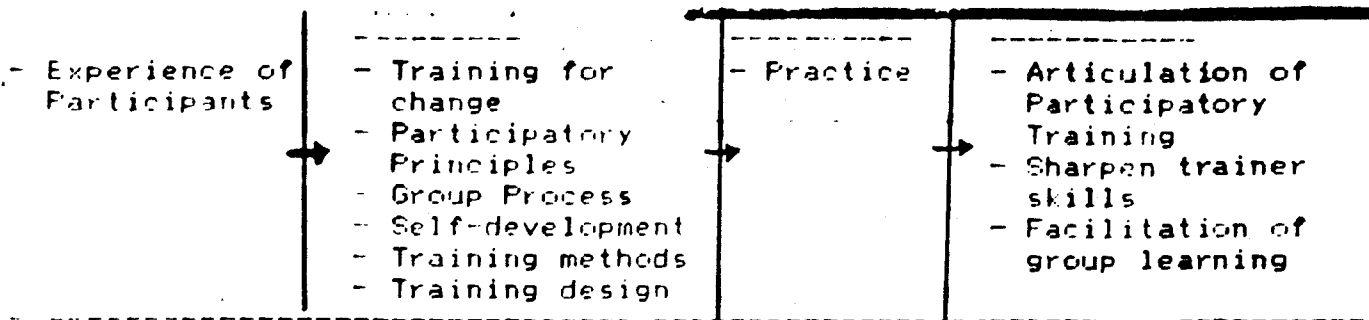 - Experience of
Participants
- Training for
change
- Participatory
Principles
- Group Process
- Self-development
- Training methods
- Training design
- Practice
- Articulation of
Participatory
Training
- Sharpen trainer
skills
- Facilitation of
group learning